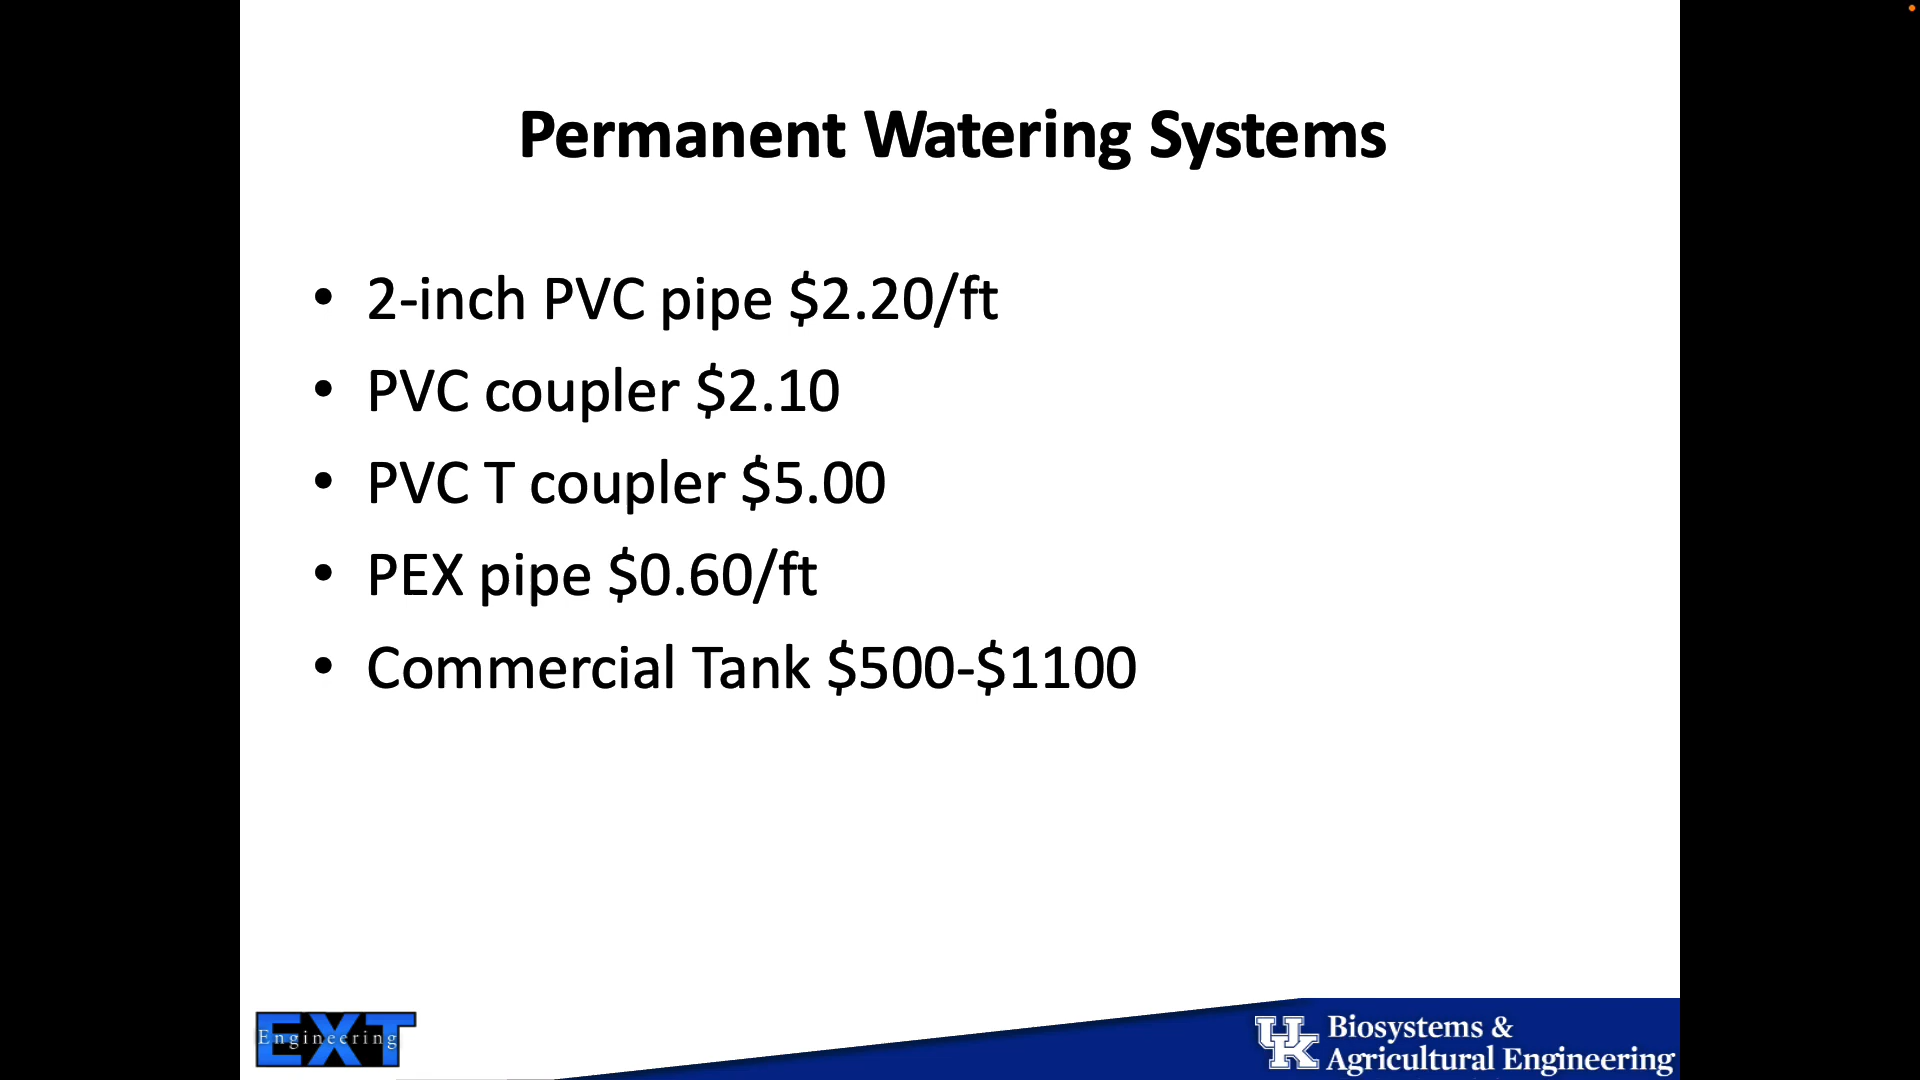 Permanent Watering Systems
• 2-inch PVC pipe $2.20/ft
• PVC coupler $2.10
• PVC T coupler $5.00
• PEX pipe $0.60/ft
• Commercial Tank $500-$1100
EXT
Engineering
UK
Biosystems &
Agricultural Engineering